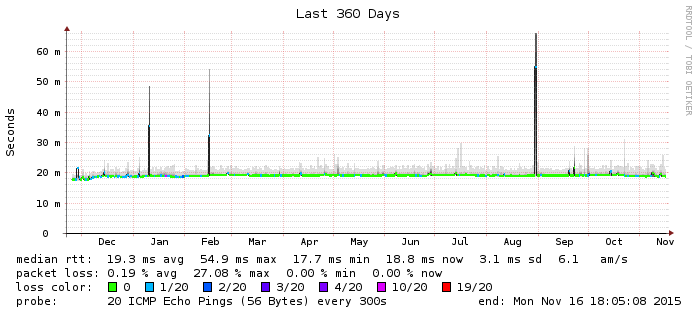 Last 360 Days
RRDTOOL / TOBI OETIKER
Seconds
60 m
50 m
40 m
30 m
20 m
10 m
0
Dec Jan Feb Mar Apr May Jun Jul Aug Sep Oct Nov
median rtt: 19.3 ms avg 54.9 ms max 17.7 ms min 18.8 ms now 3.1 ms sd 6.1 am/s
packet loss: 0.19 % avg 27.08 % max 0.00 % min 0.00 % now
loss color: 0 1/20 2/20 3/20 4/20 10/20 19/20
probe: 20 ICMP Echo Pings (56 Bytes) every 300s end: Mon Nov 16 18:05:08 2015